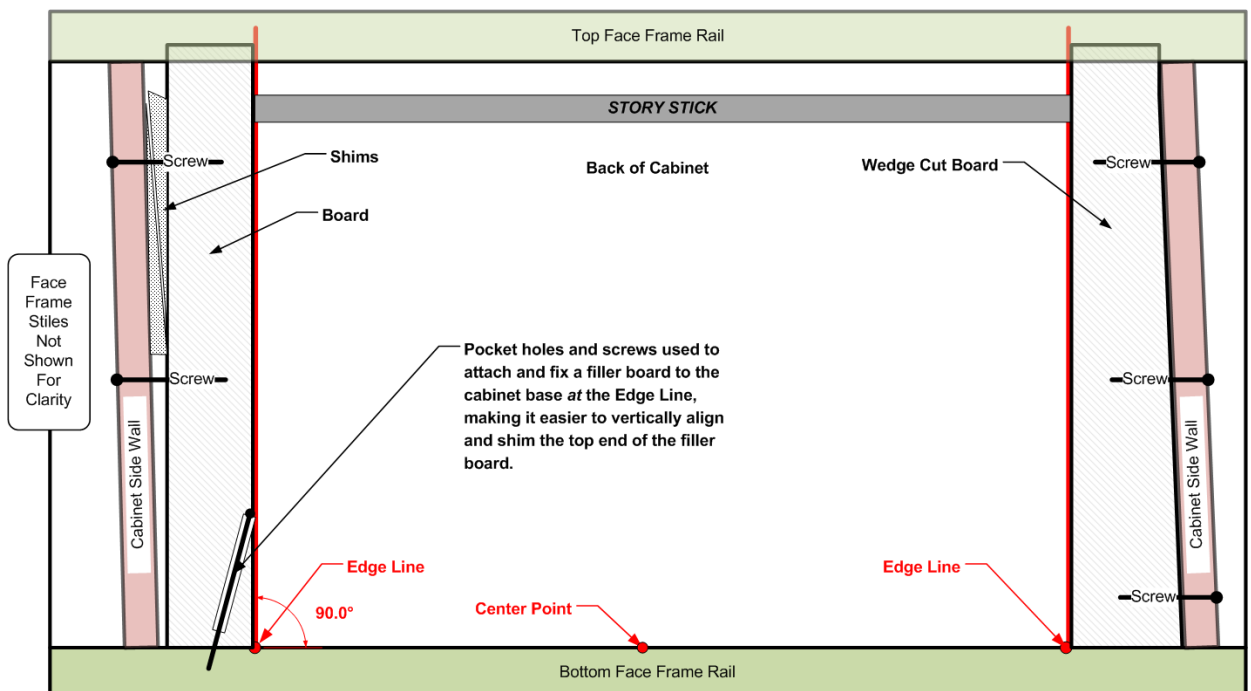 Top Face Frame Rail
STORY STICK
Screw
Shims
Back of Cabinet
Wedge Cut Board
Screw
Board
Face
Frame
Stiles
Not
Shown
For
Clarity
Pocket holes and screws used to
attach and fix a filler board to the
cabinet base at the Edge Line,
making it easier to vertically align
and shim the top end of the filler
board.
Screw
Screw
Cabinet Side Wall
Cabinet Side Wall
Edge Line
Edge Line
90.0°
Center Point
Screw
Bottom Face Frame Rail